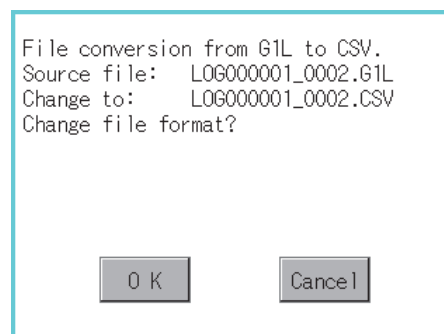 File conversion from G1L to CSV.
Source file: LOG000001_0002.G1L
Change to: LOG000001_0002.CSV
Change file format?
OK Cancel